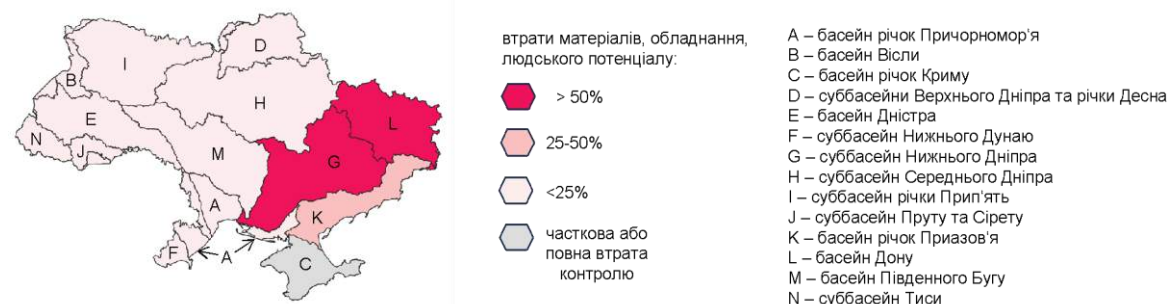 D
I
B
H
L
E
N
J
M
G
A
K
F
A
C
втрати матеріалів, обладнання,
людського потенціалу:
> 50%
25-50%
<25%
часткова або
повна втрата
контролю
A – басейн річок Причорномор'я
B – басейн Вісли
C – басейн річок Криму
D – суббасейни Верхнього Дніпра та річки Десна
E – басейн Дністра
F – суббасейн Нижнього Дунаю
G – суббасейн Нижнього Дніпра
H – суббасейн Середнього Дніпра
I – суббасейн річки Прип'ять
J – суббасейн Пруту та Сірету
K – басейн річок Приазов'я
L – басейн Дону
M – басейн Південного Бугу
N – суббасейн Тиси